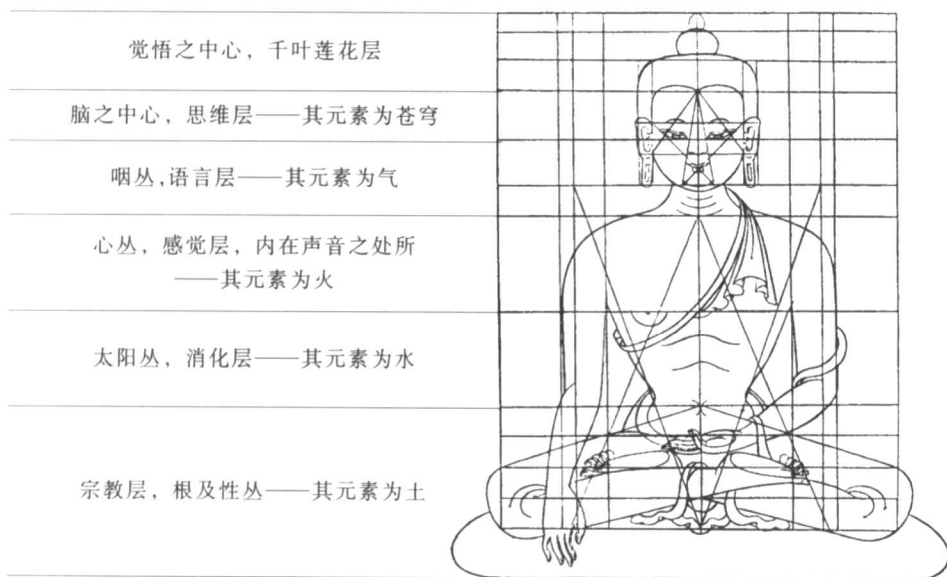 觉悟之中心，千叶莲花层
脑之中心，思维层——其元素为苍穹
咽丛,语言层——其元素为气
心丛，感觉层，内在声音之处所
——其元素为火
太阳丛，消化层——其元素为水
宗教层，根及性丛——其元素为土